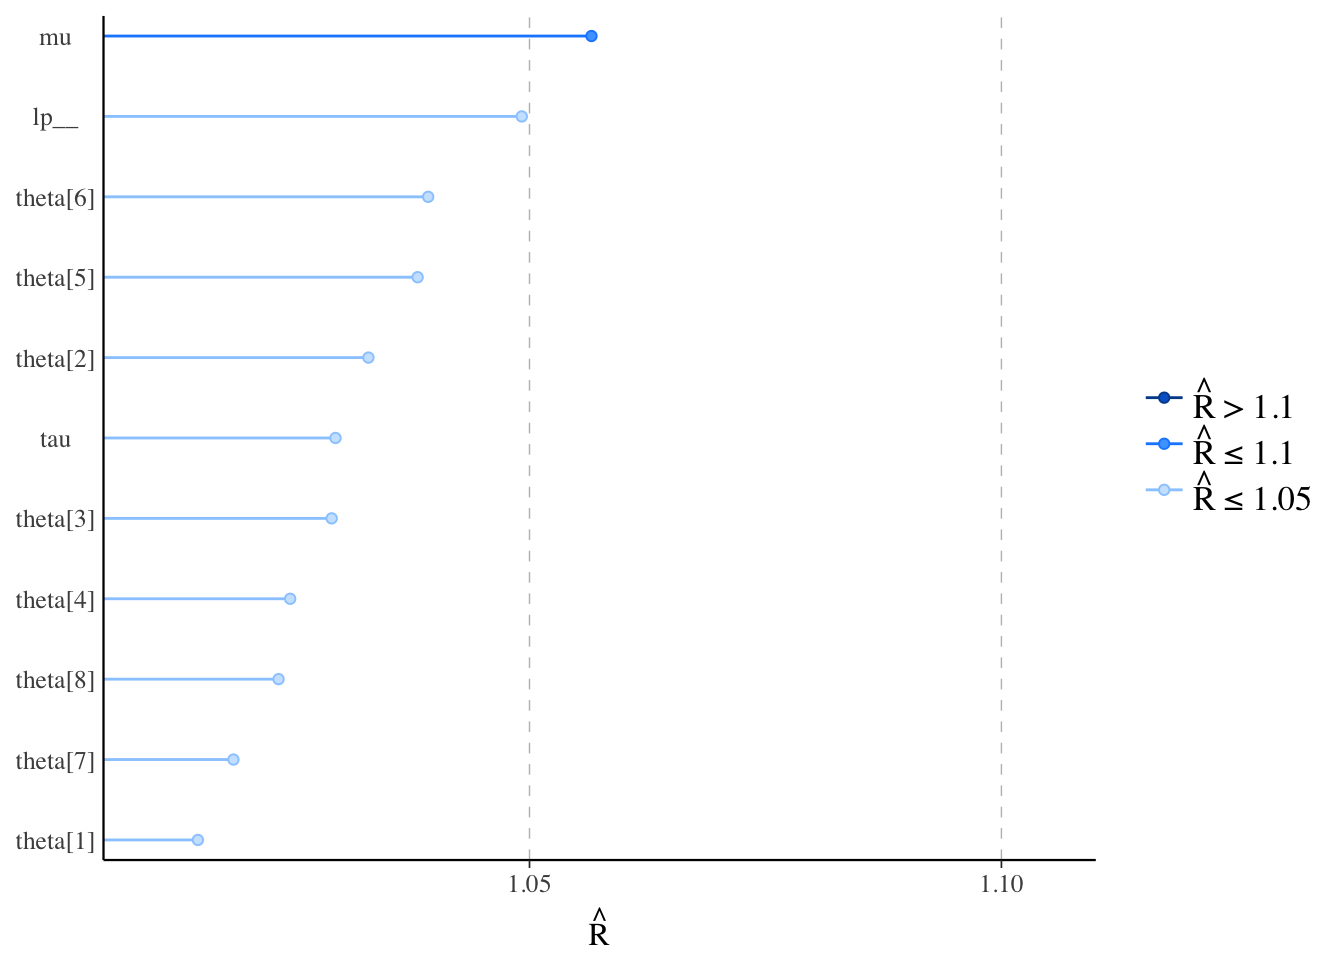 mu
lp__
theta[6]
theta[5]
theta[2]
tau
theta[3]
theta[4]
theta[8]
theta[7]
theta[1]
1.05 1.10
R̂
R̂ > 1.1
R̂ ≤ 1.1
R̂ ≤ 1.05